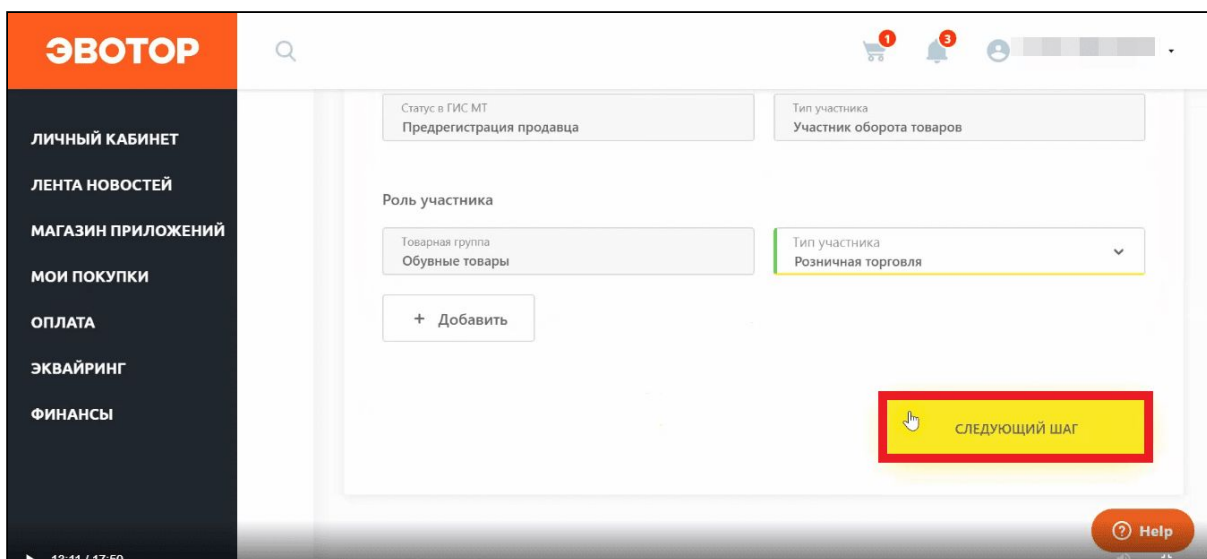 ЭВОТОР
1
3
ЛИЧНЫЙ КАБИНЕТ
ЛЕНТА НОВОСТЕЙ
МАГАЗИН ПРИЛОЖЕНИЙ
МОИ ПОКУПКИ
ОПЛАТА
ЭКВАЙРИНГ
ФИНАНСЫ
Статус в ГИС МТ
Предрегистрация продавца
Тип участника
Участник оборота товаров
Роль участника
Товарная группа
Обувные товары
Тип участника
Розничная торговля
+ Добавить
СЛЕДУЮЩИЙ ШАГ
? Help